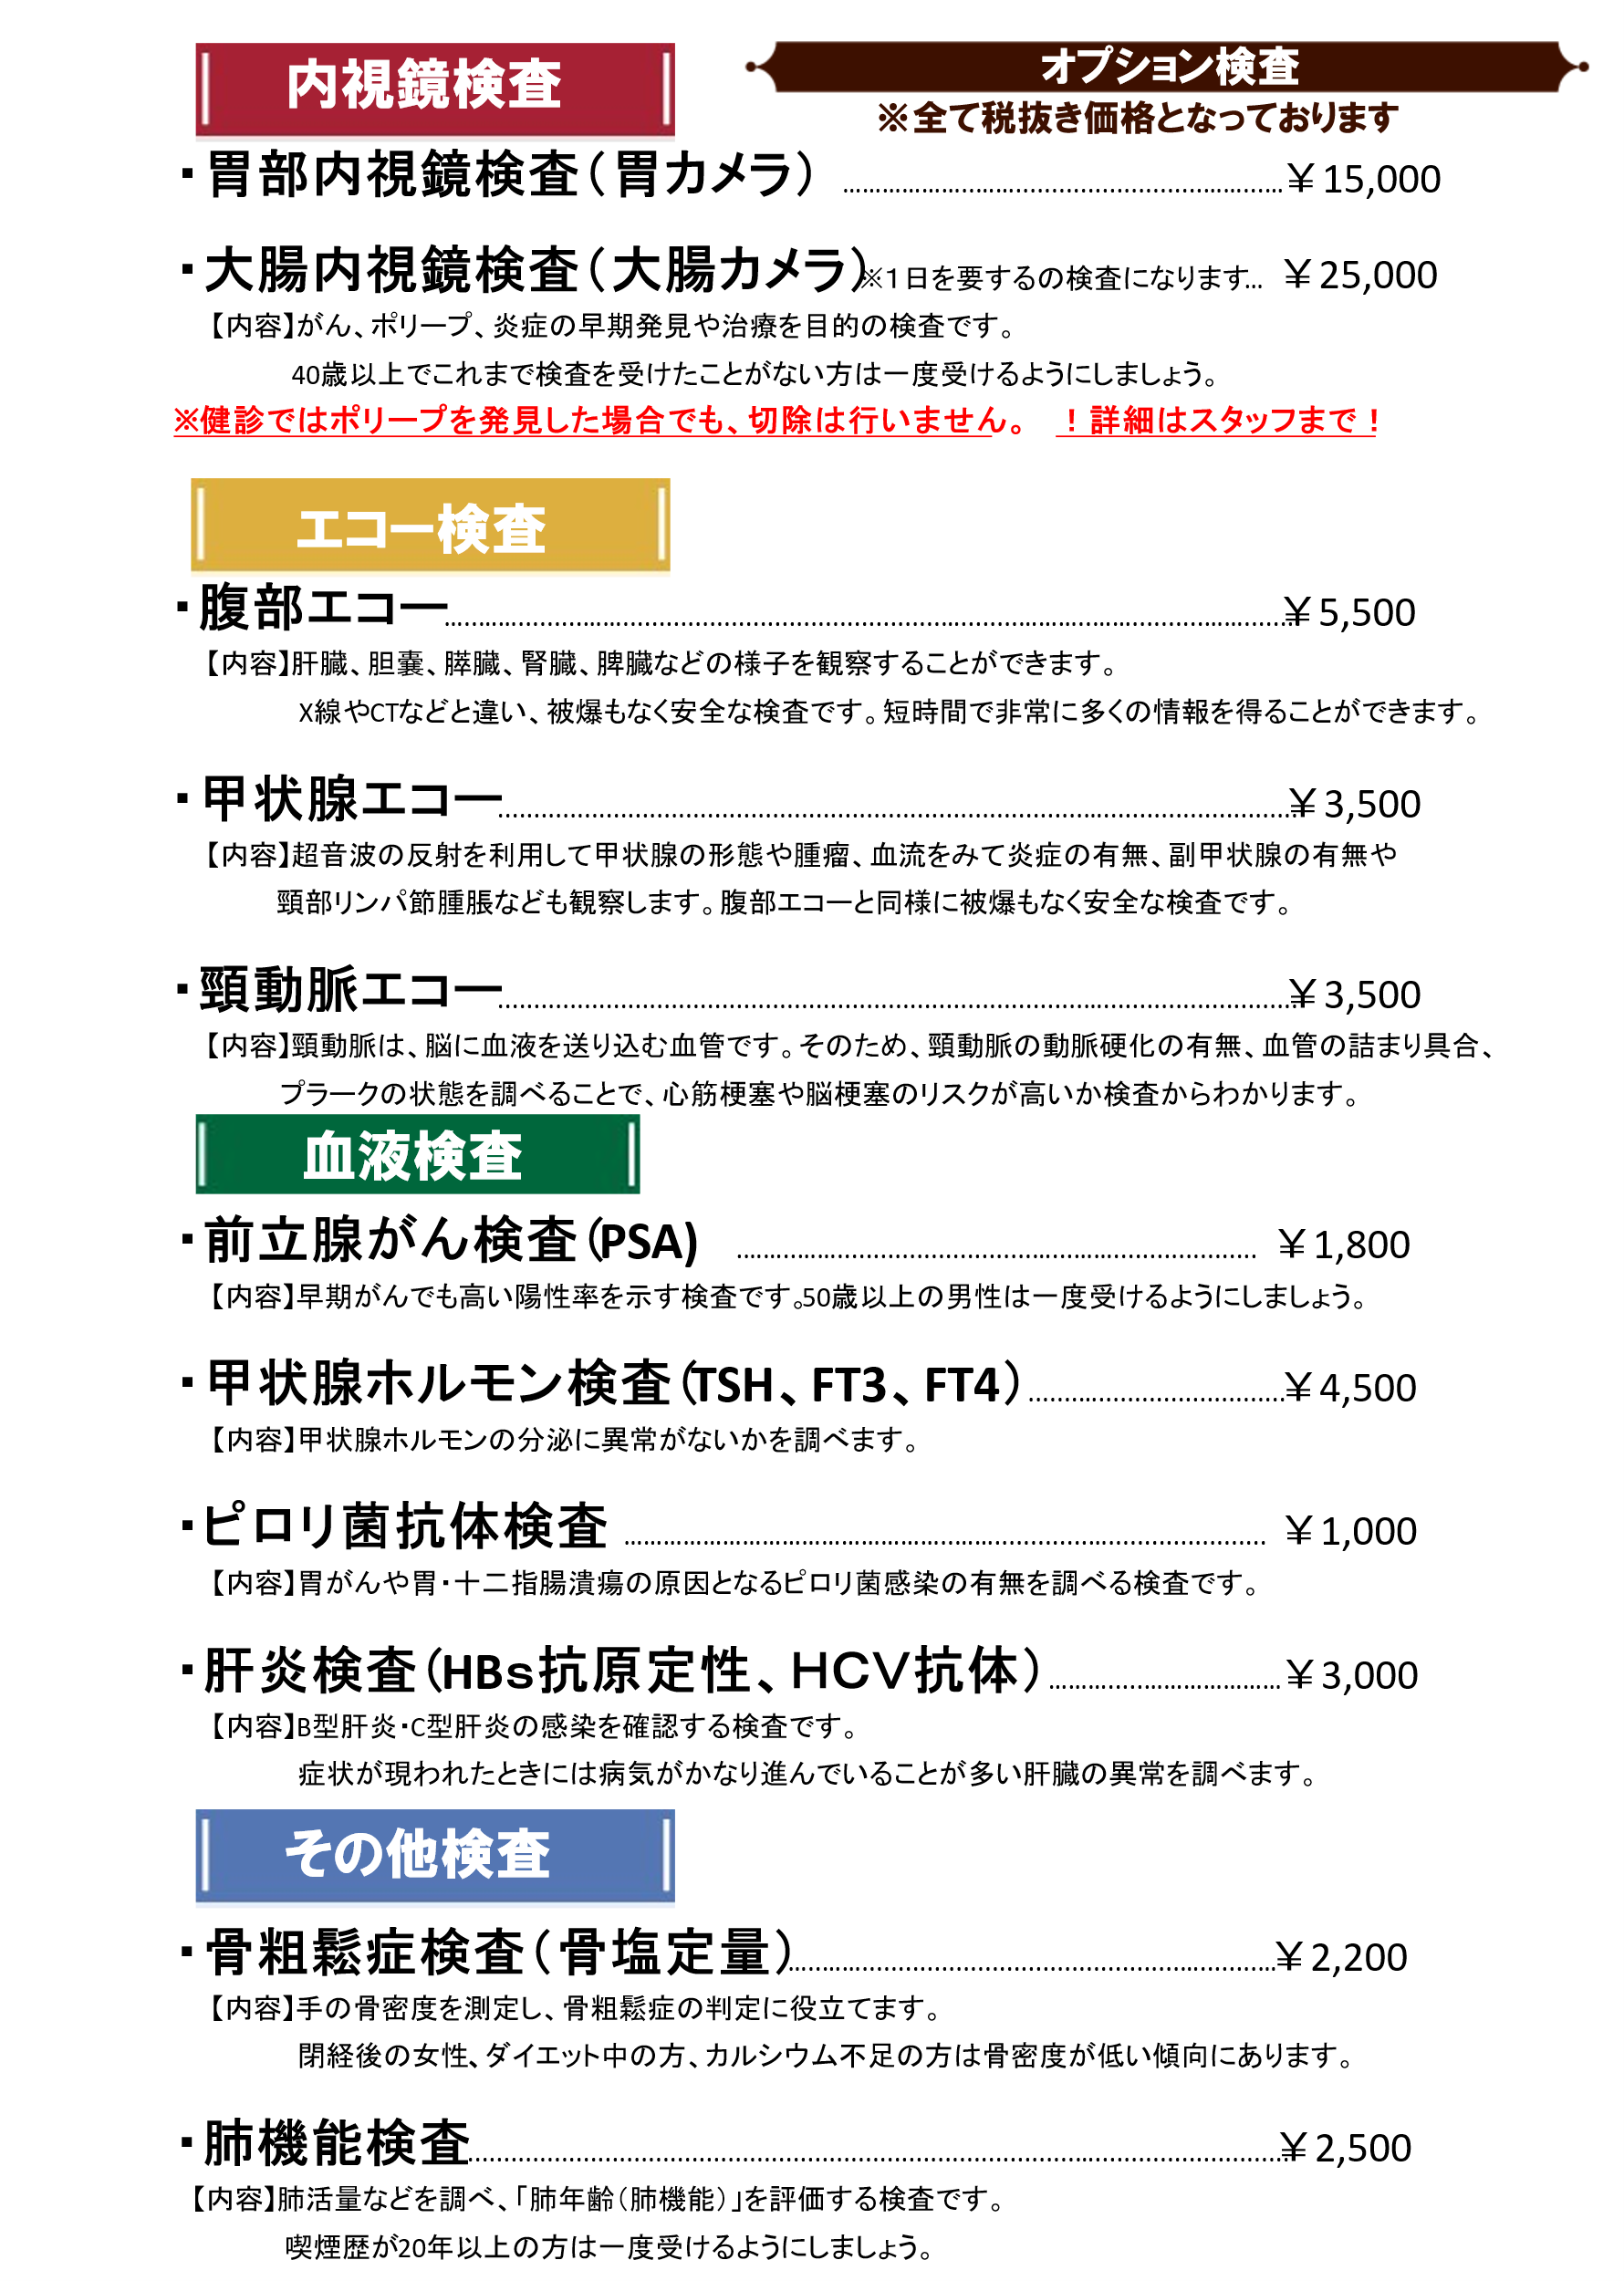 内視鏡検査
オプション検査
※全て税抜き価格となっております
・胃部内視鏡検査（胃カメラ） ……………………………………………………… ￥15,000
・大腸内視鏡検査（大腸カメラ）※1日を要するの検査になります… ￥25,000
【内容】がん、ポリープ、炎症の早期発見や治療を目的の検査です。
40歳以上でこれまで検査を受けたことがない方は一度受けるようにしましょう。
※健診ではポリープを発見した場合でも、切除は行いません。 ！詳細はスタッフまで！
エコー検査
・腹部エコー……………………………………………………￥5,500
【内容】肝臓、胆嚢、膵臓、腎臓、脾臓などの様子を観察することができます。
X線やCTなどと違い、被爆もなく安全な検査です。短時間で非常に多くの情報を得ることができます。
・甲状腺エコー……………………………………………………￥3,500
【内容】超音波の反射を利用して甲状腺の形態や腫瘤、血流をみて炎症の有無、副甲状腺の有無や
頸部リンパ節腫脹なども観察します。腹部エコーと同様に被爆もなく安全な検査です。
・頸動脈エコー……………………………………………………￥3,500
【内容】頸動脈は、脳に血液を送り込む血管です。そのため、頸動脈の動脈硬化の有無、血管の詰まり具合、
プラークの状態を調べることで、心筋梗塞や脳梗塞のリスクが高いか検査からわかります。
血液検査
・前立腺がん検査(PSA) ………………………………………… ￥1,800
【内容】早期がんでも高い陽性率を示す検査です。50歳以上の男性は一度受けるようにしましょう。
・甲状腺ホルモン検査(TSH、FT3、FT4)……………………￥4,500
【内容】甲状腺ホルモンの分泌に異常がないかを調べます。
・ピロリ菌抗体検査 ……………………………………………… ￥1,000
【内容】胃がんや胃・十二指腸潰瘍の原因となるピロリ菌感染の有無を調べる検査です。
・肝炎検査(HBs抗原定性、HCV抗体)…………………￥3,000
【内容】B型肝炎・C型肝炎の感染を確認する検査です。
症状が現われたときには病気がかなり進んでいることが多い肝臓の異常を調べます。
その他検査
・骨粗鬆症検査（骨塩定量）…………………………………￥2,200
【内容】手の骨密度を測定し、骨粗鬆症の判定に役立てます。
閉経後の女性、ダイエット中の方、カルシウム不足の方は骨密度が低い傾向にあります。
・肺機能検査……………………………………………………￥2,500
【内容】肺活量などを調べ、「肺年齢（肺機能）」を評価する検査です。
喫煙歴が20年以上の方は一度受けるようにしましょう。